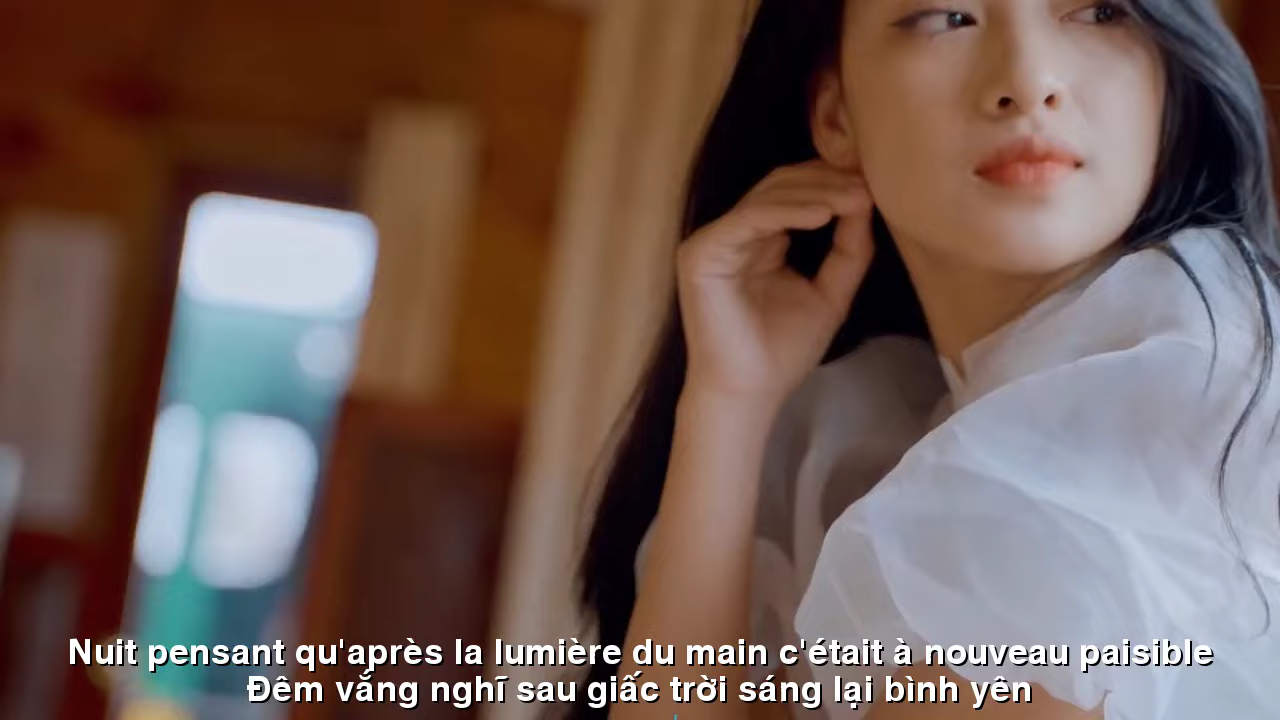 Nuit pensant qu'après la lumière du main c'était à nouveau paisible
Đêm vắng nghĩ sau giấc trời sáng lại bình yên